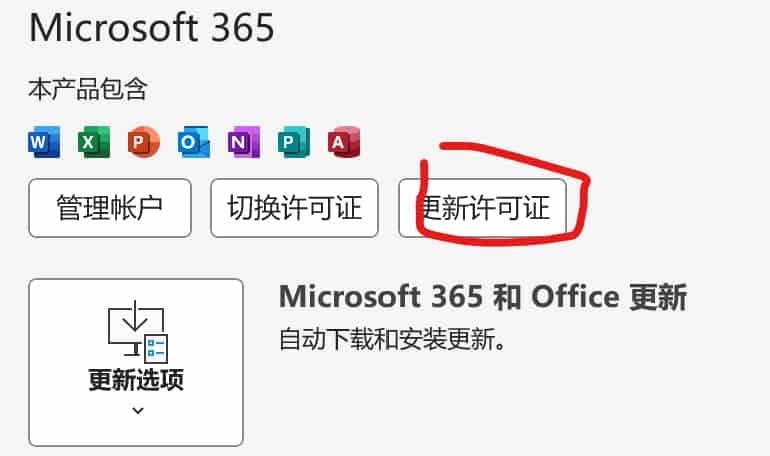 Microsoft 365
本产品包含
W X P O N P A
管理帐户 切换许可证 更新许可证
Microsoft 365 和 Office 更新
自动下载和安装更新。
更新选项